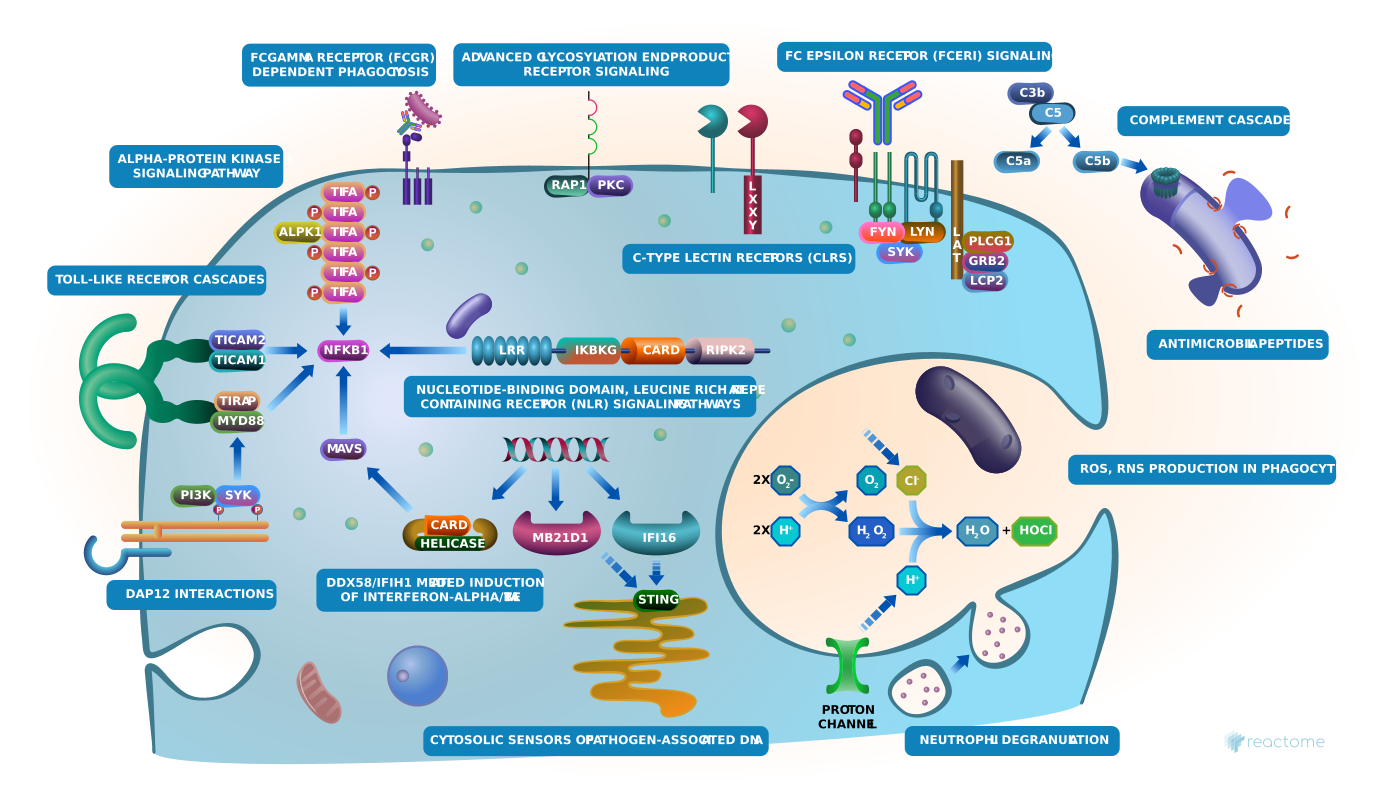 FCGAMMA RECEPTOR (FCGR)
DEPENDENT PHAGOCYTOSIS
ADVANCED GLYCOSYLATION ENDPRODUCT
RECEPTOR SIGNALING
FC EPSILON RECEPTOR (FCERI) SIGNALING
C3b
C5
C5a
C5b
COMPLEMENT CASCADE
ALPHA-PROTEIN KINASE 
SIGNALING PATHWAY
TIFA
P
P
TIFA
ALPK1
TIFA
P
P
TIFA
TIFA
P
P
TIFA
RAP1
PKC
L
X
X
Y
FYN
LYN
SYK
L
A
T
PLCG1
GRB2
LCP2
C-TYPE LECTIN RECEPTORS (CLRS)
TOLL-LIKE RECEPTOR CASCADES
ANTIMICROBIAL PEPTIDES
TICAM2
TICAM1
NFKB1
LRR
IKBKG
CARD
RIPK2
NUCLEOTIDE-BINDING DOMAIN, LEUCINE RICH REPEAT
CONTAINING RECEPTOR (NLR) SIGNALING PATHWAYS
TIRAP
MYD88
MAVS
PI3K
SYK
P
P
CARD
HELICASE
MB21D1
IFI16
2X
O2-
O2
Cl-
ROS, RNS PRODUCTION IN PHAGOCYT
2X
H+
H2O2
H2O
+
HOCl
H+
DAP12 INTERACTIONS
DDX58/IFIH1 MEDIATED INDUCTION
OF INTERFERON-ALPHA/BETA
STING
PROTON
CHANNEL
CYTOSOLIC SENSORS OF PATHOGEN-ASSOCIATED DNA
NEUTROPHIL DEGRANULATION
reactome